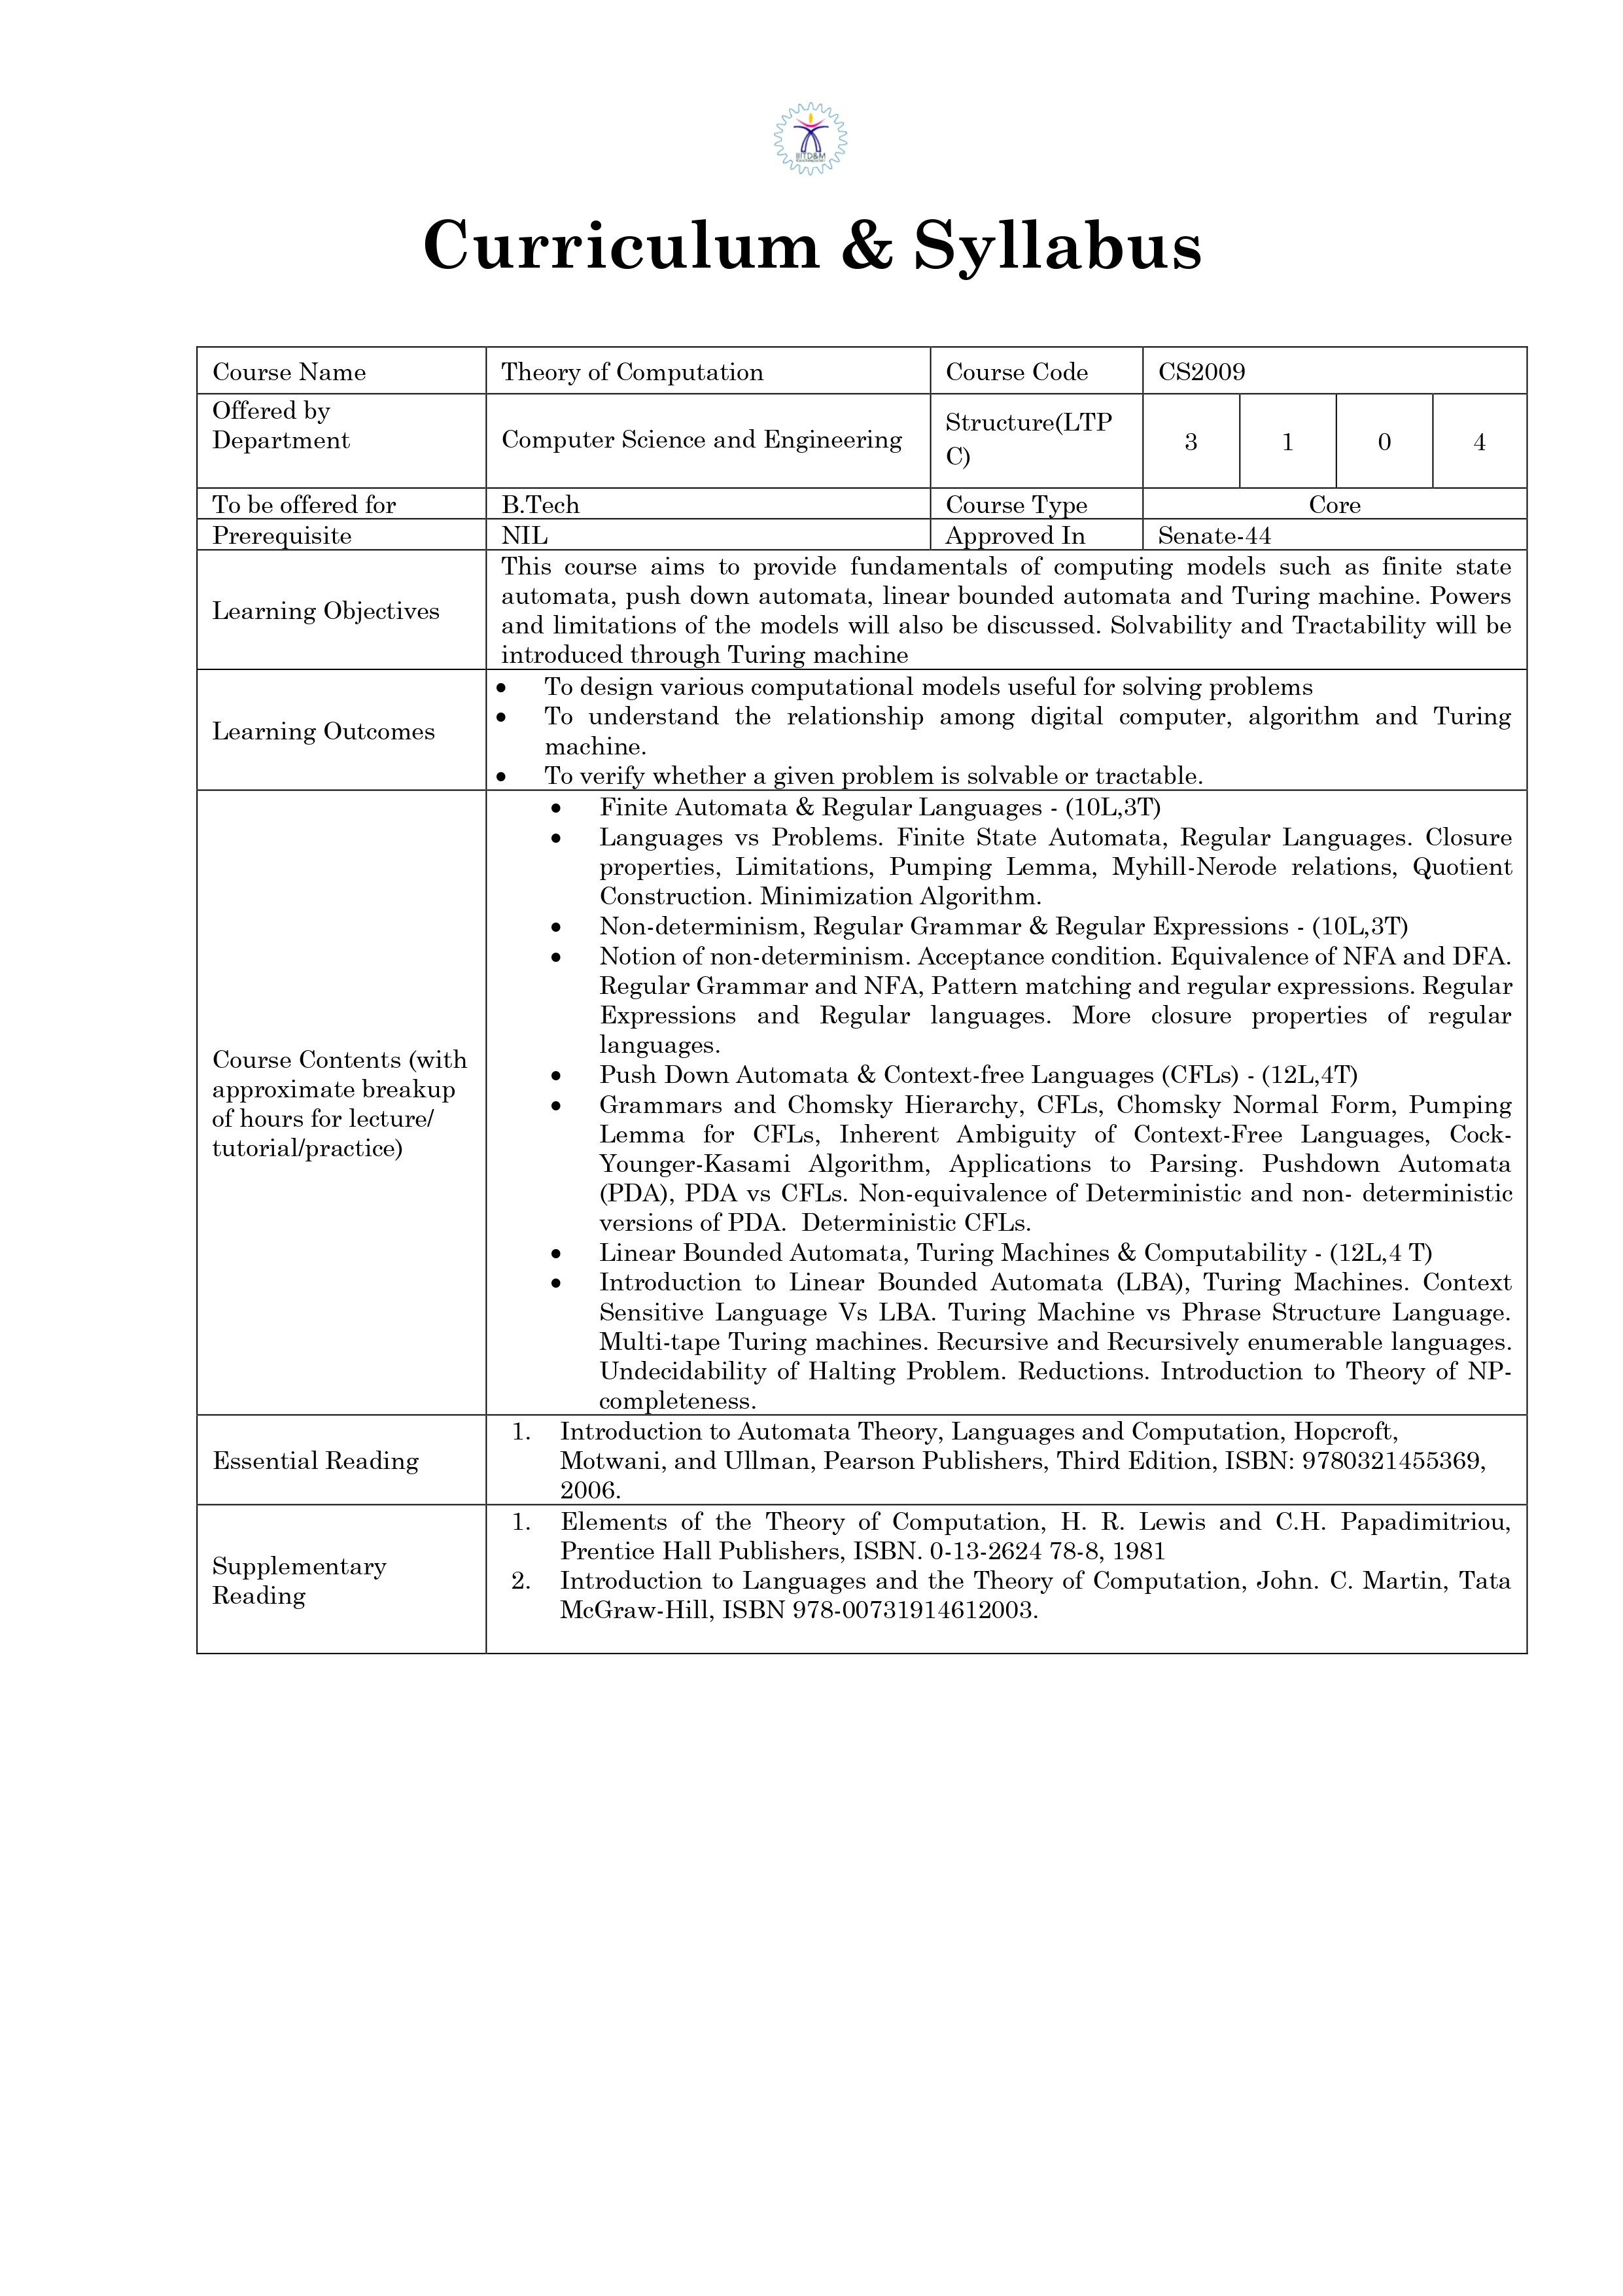 IITD&M
Curriculum & Syllabus
Course Name Theory of Computation Course Code CS2009
Offered by
Department
Computer Science and Engineering
Structure(LTP
C)
3 1 0 4
To be offered for B.Tech Course Type Core
Prerequisite NIL Approved In Senate-44
Learning Objectives
This course aims to provide fundamentals of computing models such as finite state
automata, push down automata, linear bounded automata and Turing machine. Powers
and limitations of the models will also be discussed. Solvability and Tractability will be
introduced through Turing machine
Learning Outcomes
• To design various computational models useful for solving problems
• To understand the relationship among digital computer, algorithm and Turing
machine.
• To verify whether a given problem is solvable or tractable.
Course Contents (with
approximate breakup
of hours for lecture/
tutorial/practice)
• Finite Automata & Regular Languages - (10L,3T)
• Languages vs Problems. Finite State Automata, Regular Languages. Closure
properties, Limitations, Pumping Lemma, Myhill-Nerode relations, Quotient
Construction. Minimization Algorithm.
• Non-determinism, Regular Grammar & Regular Expressions - (10L,3T)
• Notion of non-determinism. Acceptance condition. Equivalence of NFA and DFA.
Regular Grammar and NFA, Pattern matching and regular expressions. Regular
Expressions and Regular languages. More closure properties of regular
languages.
• Push Down Automata & Context-free Languages (CFLs) - (12L,4T)
• Grammars and Chomsky Hierarchy, CFLs, Chomsky Normal Form, Pumping
Lemma for CFLs, Inherent Ambiguity of Context-Free Languages, Cock-
Younger-Kasami Algorithm, Applications to Parsing. Pushdown Automata
(PDA), PDA vs CFLs. Non-equivalence of Deterministic and non- deterministic
versions of PDA. Deterministic CFLs.
• Linear Bounded Automata, Turing Machines & Computability - (12L,4 T)
• Introduction to Linear Bounded Automata (LBA), Turing Machines. Context
Sensitive Language Vs LBA. Turing Machine vs Phrase Structure Language.
Multi-tape Turing machines. Recursive and Recursively enumerable languages.
Undecidability of Halting Problem. Reductions. Introduction to Theory of NP-
completeness.
Essential Reading
1. Introduction to Automata Theory, Languages and Computation, Hopcroft,
Motwani, and Ullman, Pearson Publishers, Third Edition, ISBN: 9780321455369,
2006.
Supplementary
Reading
1. Elements of the Theory of Computation, H. R. Lewis and C.H. Papadimitriou,
Prentice Hall Publishers, ISBN. 0-13-2624 78-8, 1981
2. Introduction to Languages and the Theory of Computation, John. C. Martin, Tata
McGraw-Hill, ISBN 978-00731914612003.